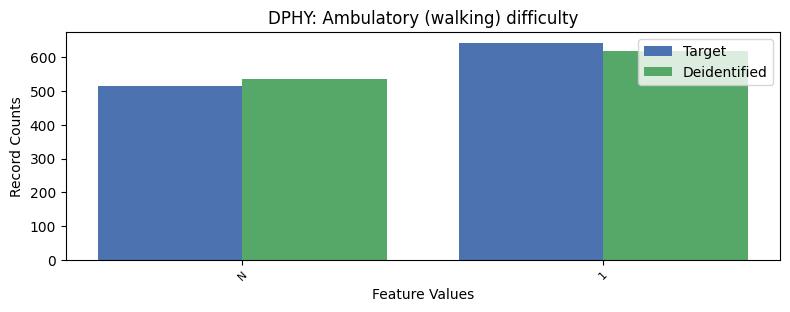 DPHY: Ambulatory (walking) difficulty
Target
Deidentified
Record Counts
600
500
400
300
200
100
0
N
1
Feature Values